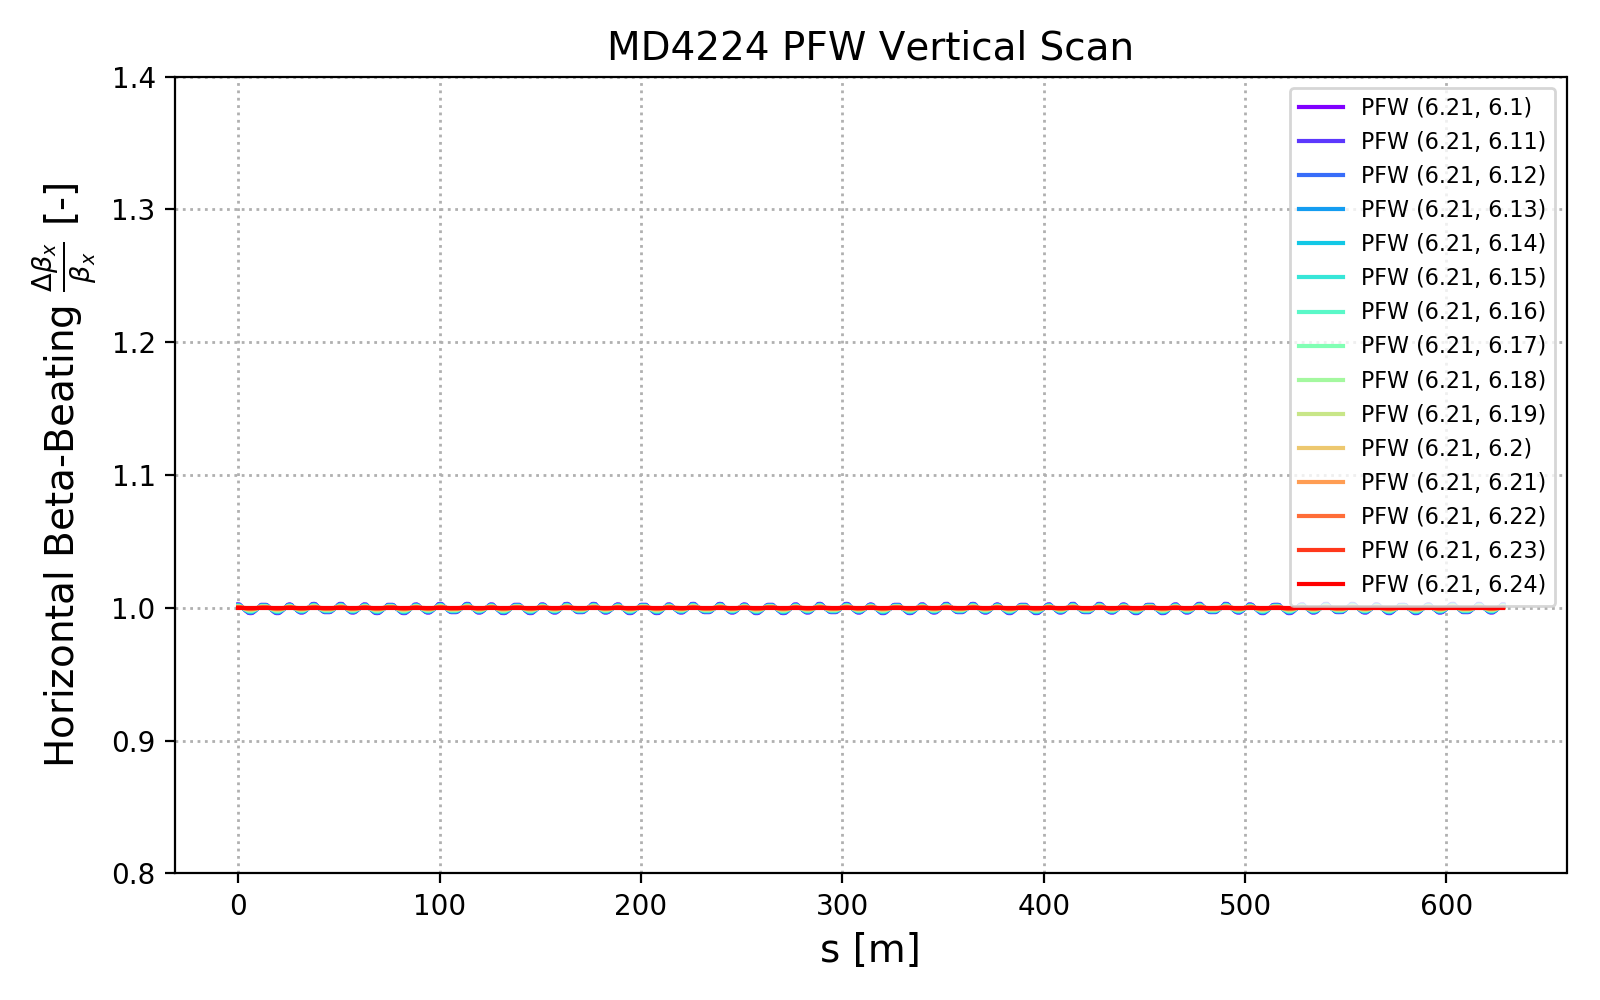 MD4224 PFW Vertical Scan
Horizontal Beta-Beating Δβx/βx [-]
1.4
1.3
1.2
1.1
1.0
0.9
0.8
PFW (6.21, 6.1)
PFW (6.21, 6.11)
PFW (6.21, 6.12)
PFW (6.21, 6.13)
PFW (6.21, 6.14)
PFW (6.21, 6.15)
PFW (6.21, 6.16)
PFW (6.21, 6.17)
PFW (6.21, 6.18)
PFW (6.21, 6.19)
PFW (6.21, 6.2)
PFW (6.21, 6.21)
PFW (6.21, 6.22)
PFW (6.21, 6.23)
PFW (6.21, 6.24)
0 100 200 300 400 500 600
s [m]